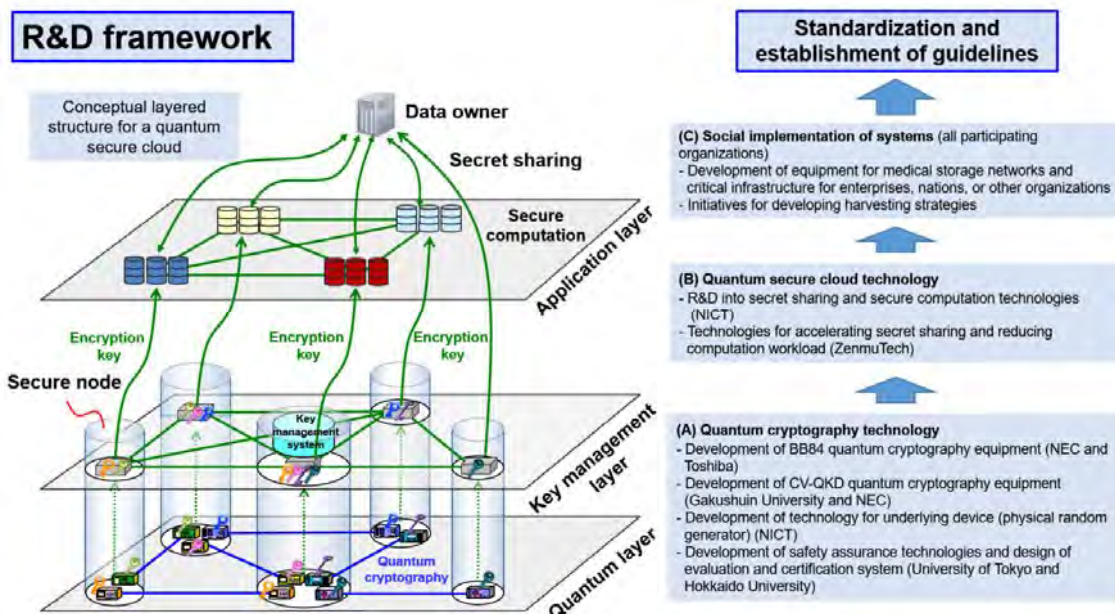 R&D framework
Conceptual layered
structure for a quantum
secure cloud
Data owner
Secret sharing
Secure
computation
Application layer
Encryption
key
Encryption
key
Encryption
key
Secure node
Key
management
system
Key management
layer
Quantum
cryptography
Quantum layer
Standardization and
establishment of guidelines
(C) Social implementation of systems (all participating
organizations)
- Development of equipment for medical storage networks and
critical infrastructure for enterprises, nations, or other organizations
- Initiatives for developing harvesting strategies
(B) Quantum secure cloud technology
- R&D into secret sharing and secure computation technologies
(NICT)
- Technologies for accelerating secret sharing and reducing
computation workload (ZenmuTech)
(A) Quantum cryptography technology
- Development of BB84 quantum cryptography equipment (NEC and
Toshiba)
- Development of CV-QKD quantum cryptography equipment
(Gakushuin University and NEC)
- Development of technology for underlying device (physical random
generator) (NICT)
- Development of safety assurance technologies and design of
evaluation and certification system (University of Tokyo and
Hokkaido University)